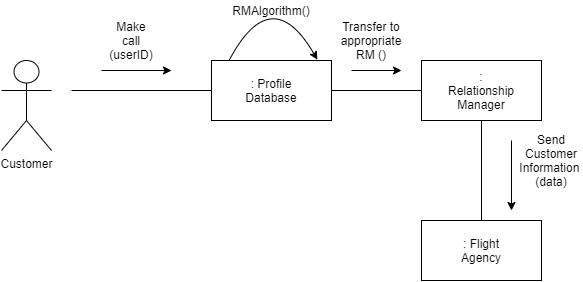 RMAlgorithm()
Make
call
(userID)
Transfer to
appropriate
RM ()
: Profile
Database
:
Relationship
Manager
Customer
Send
Customer
Information
(data)
: Flight
Agency